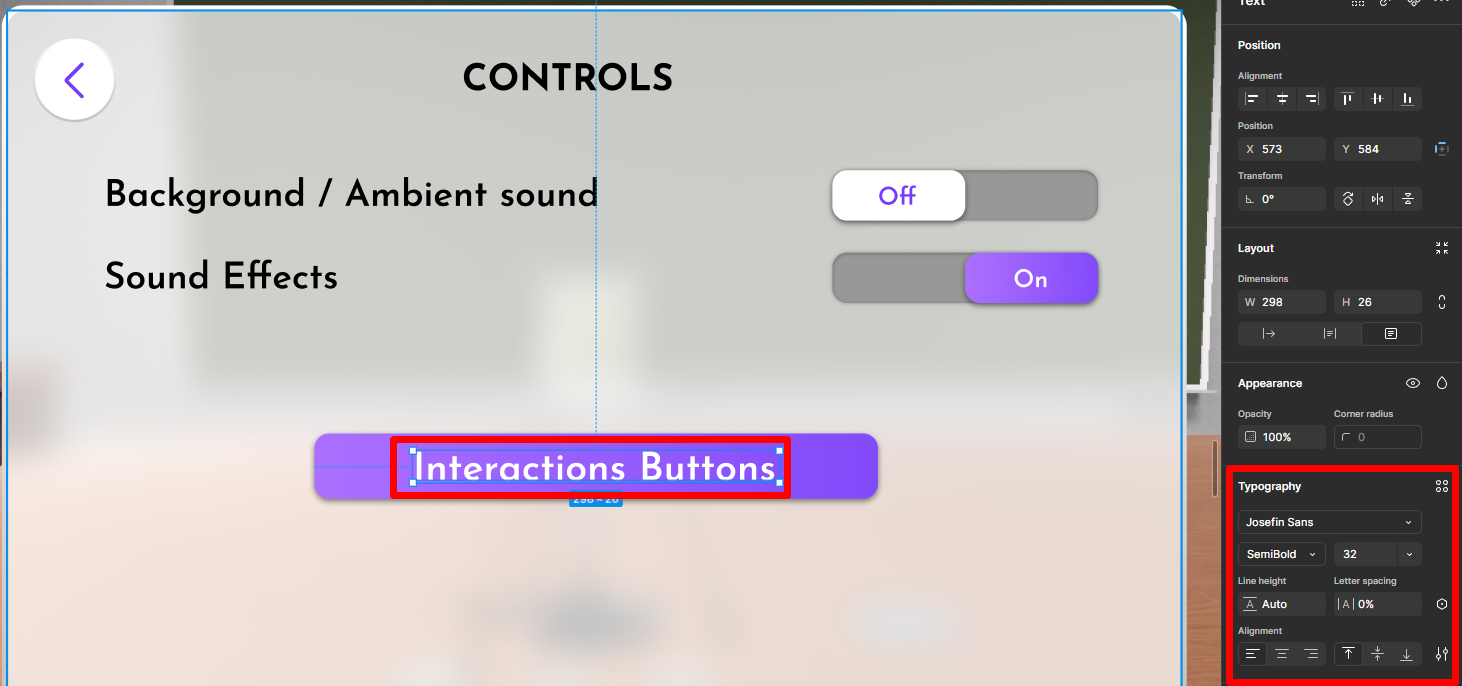 Text
Position
CONTROLS
Alignment
Position
X 573 Y 584
Background / Ambient sound
Off
Transform
0°
Layout
Sound Effects
On
Dimensions
W 298 H 26
Appearance
Opacity
Corner radius
100%
0
Interactions Buttons
298 × 26
Typography
Josefin Sans
SemiBold
32
Line height
Letter spacing
A Auto
|A| 0%
Alignment